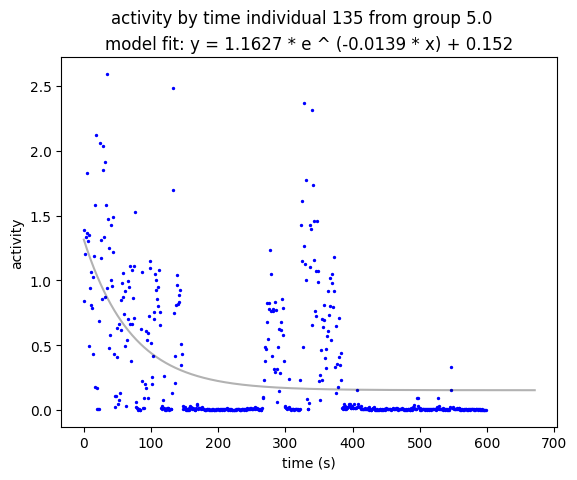 activity by time individual 135 from group 5.0
model fit: y = 1.1627 * e ^ (-0.0139 * x) + 0.152
2.5
2.0
1.5
1.0
0.5
0.0
activity
0 100 200 300 400 500 600 700
time (s)